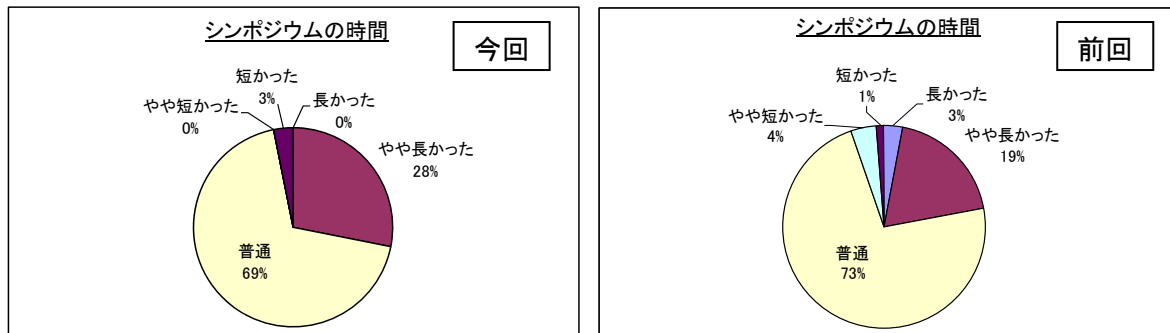 シンポジウムの時間
今回
短かった
3%
長かった
0%
やや短かった
0%
やや長かった
28%
普通
69%
シンポジウムの時間
前回
短かった
1%
長かった
3%
やや短かった
4%
やや長かった
19%
普通
73%